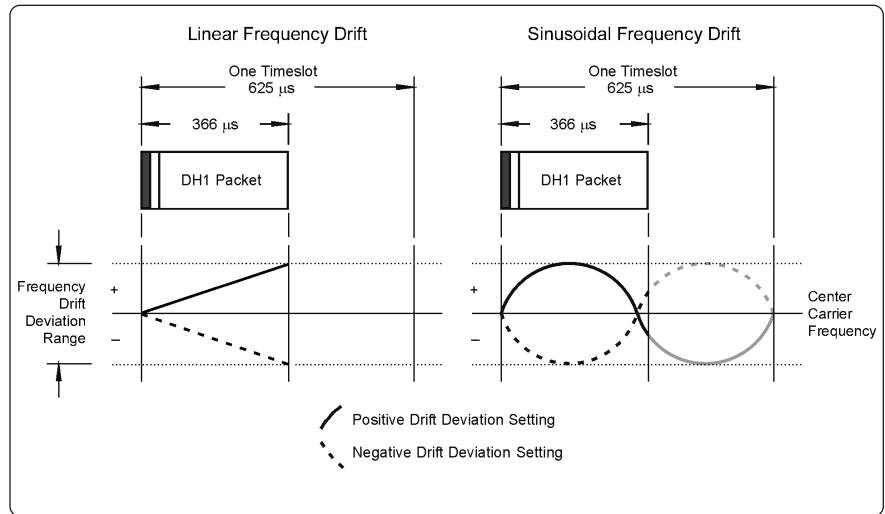 Linear Frequency Drift
Sinusoidal Frequency Drift
One Timeslot
625 μs
One Timeslot
625 μs
366 μs
366 μs
DH1 Packet
DH1 Packet
Frequency
Drift
Deviation
Range
+
–
+
–
Center
Carrier
Frequency
Positive Drift Deviation Setting
Negative Drift Deviation Setting